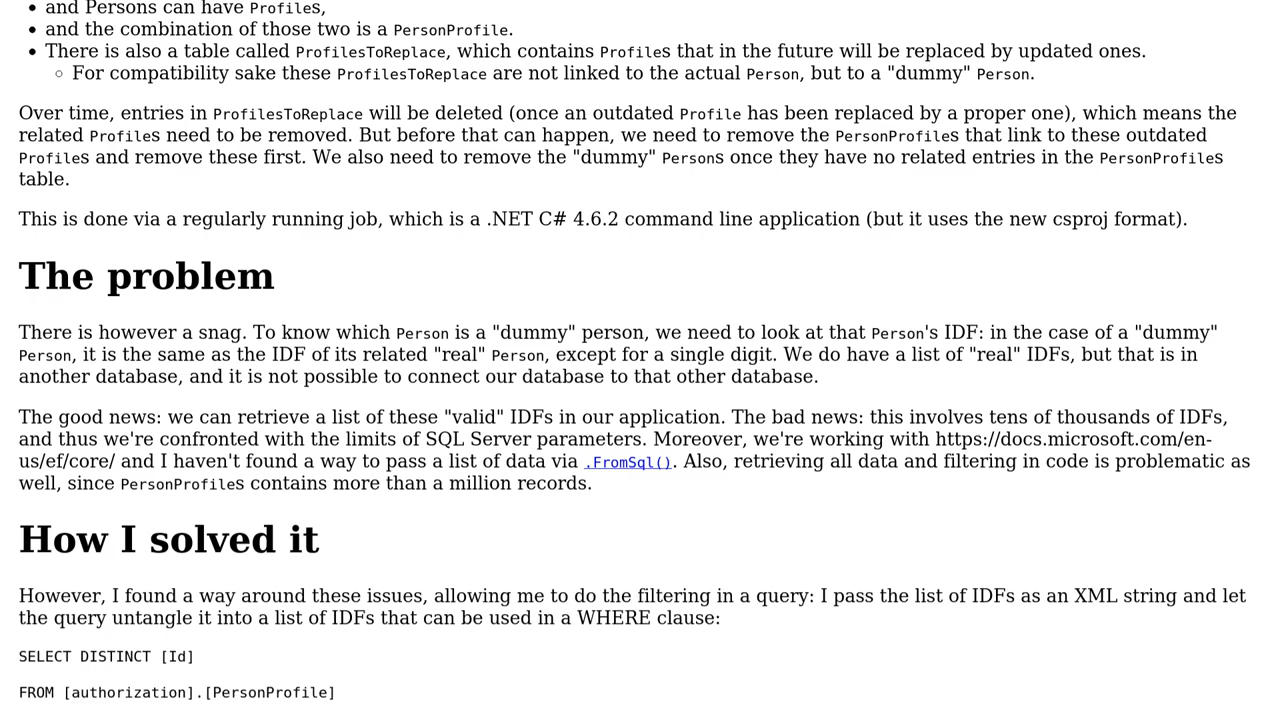 and Persons can have Profiles,
and the combination of those two is a PersonProfile.
There is also a table called ProfilesToReplace, which contains Profiles that in the future will be replaced by updated ones.
For compatibility sake these ProfilesToReplace are not linked to the actual Person, but to a "dummy" Person.
Over time, entries in ProfilesToReplace will be deleted (once an outdated Profile has been replaced by a proper one), which means the
related Profiles need to be removed. But before that can happen, we need to remove the PersonProfiles that link to these outdated
Profiles and remove these first. We also need to remove the "dummy" Persons once they have no related entries in the PersonProfiles
table.
This is done via a regularly running job, which is a .NET C# 4.6.2 command line application (but it uses the new csproj format).
The problem
There is however a snag. To know which Person is a "dummy" person, we need to look at that Person's IDF: in the case of a "dummy"
Person, it is the same as the IDF of its related "real" Person, except for a single digit. We do have a list of "real" IDFs, but that is in
another database, and it is not possible to connect our database to that other database.
The good news: we can retrieve a list of these "valid" IDFs in our application. The bad news: this involves tens of thousands of IDFs,
and thus we're confronted with the limits of SQL Server parameters. Moreover, we're working with https://docs.microsoft.com/en-
us/ef/core/ and I haven't found a way to pass a list of data via .FromSql(). Also, retrieving all data and filtering in code is problematic as
well, since PersonProfiles contains more than a million records.
How I solved it
However, I found a way around these issues, allowing me to do the filtering in a query: I pass the list of IDFs as an XML string and let
the query untangle it into a list of IDFs that can be used in a WHERE clause:
SELECT DISTINCT [Id]
FROM [authorization].[PersonProfile]